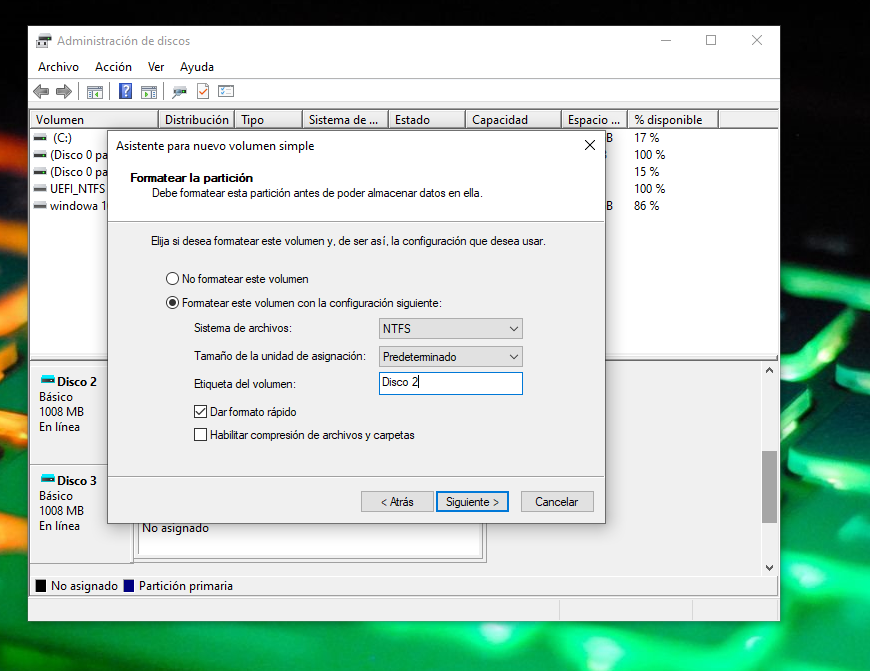 Administración de discos
Archivo Acción Ver Ayuda
Volumen Distribución Tipo Sistema de ... Estado Capacidad Espacio ... % disponible
(C:) B 17 %
(Disco 0 pa 100 %
(Disco 0 pa 15 %
UEFI_NTFS 100 %
windowa 1 B 86 %
Asistente para nuevo volumen simple
Formatear la partición
Debe formatear esta partición antes de poder almacenar datos en ella.
Elija si desea formatear este volumen y, de ser así, la configuración que desea usar.
No formatear este volumen
Formatear este volumen con la configuración siguiente:
Sistema de archivos: NTFS
Tamaño de la unidad de asignación: Predeterminado
Etiqueta del volumen: Disco 2
Dar formato rápido
Habilitar compresión de archivos y carpetas
< Atrás Siguiente > Cancelar
Disco 2
Básico
1008 MB
En línea
Disco 3
Básico
1008 MB
En línea
No asignado
No asignado Partición primaria